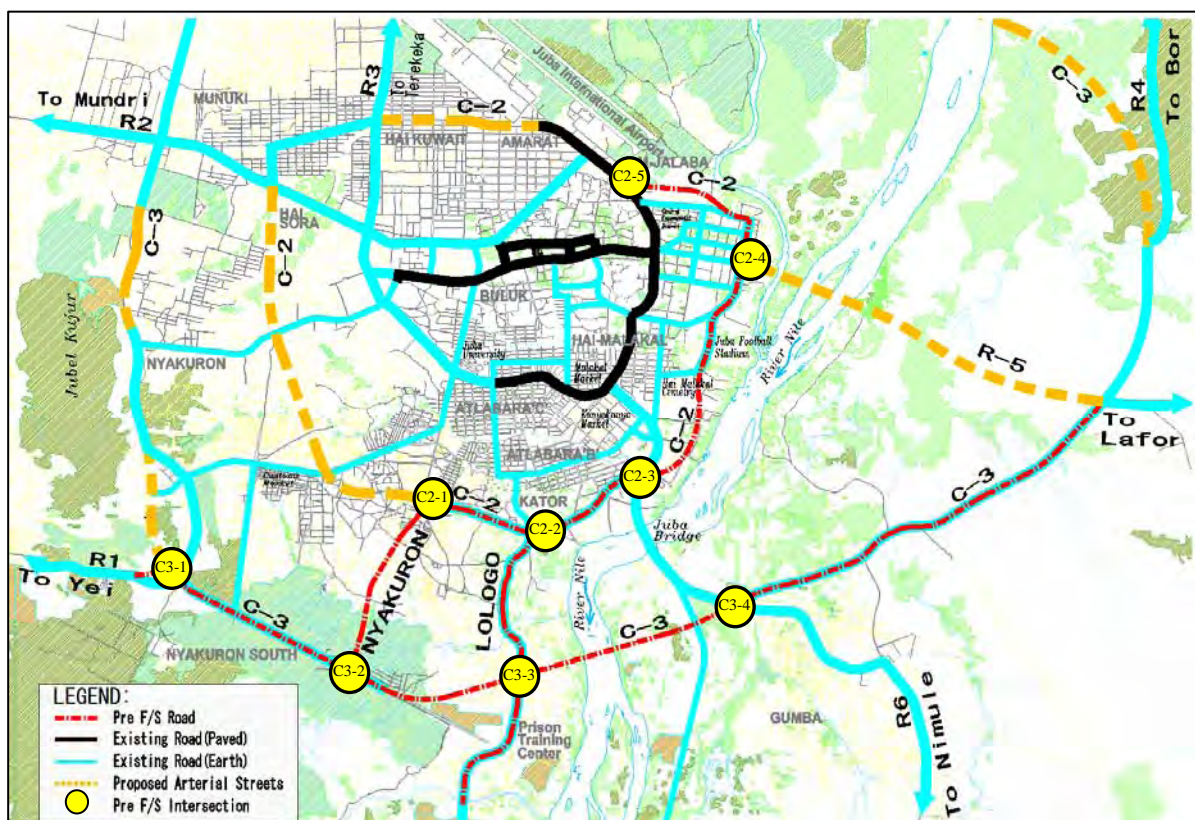 To Mundri
R2
MUNUKI
R3
To
Terekeka
C-2
Juba International Airport
HAI KUWAIT
AMARAT
C2-5
C-2
C-3
R4
To Bor
C-3
HAI
SORA
C-2
C2-4
Jubel Kujur
BULUK
HAI-MALAKAL
Juba
University
Malakal
Market
Juba Football
Stadium
River Nile
R-5
NYAKURON
Hai Malakal
Cemetery
C-2
ATLABARA'C'
Konyokonyo
Market
ATLABARA'B'
To
Lafor
Customs
Market
C2-1
C-2
KATOR
C2-3
C2-2
C-3
Juba
Bridge
R1
To Yei
C3-1
NYAKURON
LOLOGO
River Nile
C3-4
C-3
C-3
NYAKURON SOUTH
C3-2
C3-3
Prison
Training
Center
GUMBA
R6
To Nimule
LEGEND:
Pre F/S Road
Existing Road(Paved)
Existing Road(Earth)
Proposed Arterial Streets
Pre F/S Intersection